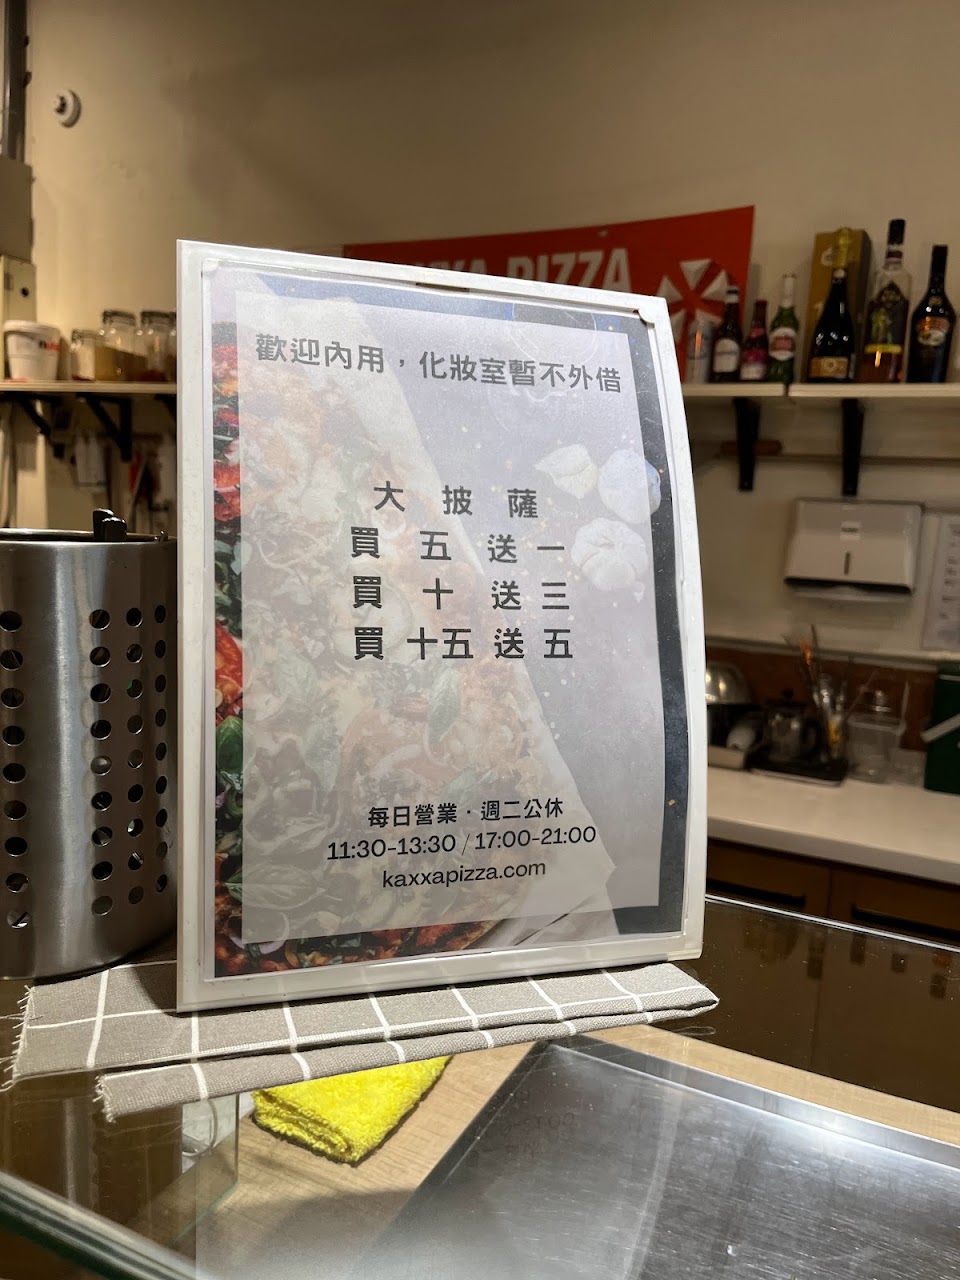 PIZZA
歡迎內用，化妝室暫不外借
大 披 薩
買 五 送 一
買 十 送 三
買 十五 送 五
每日營業·週二公休
11:30-13:30 / 17:00-21:00
kaxxapizza.com